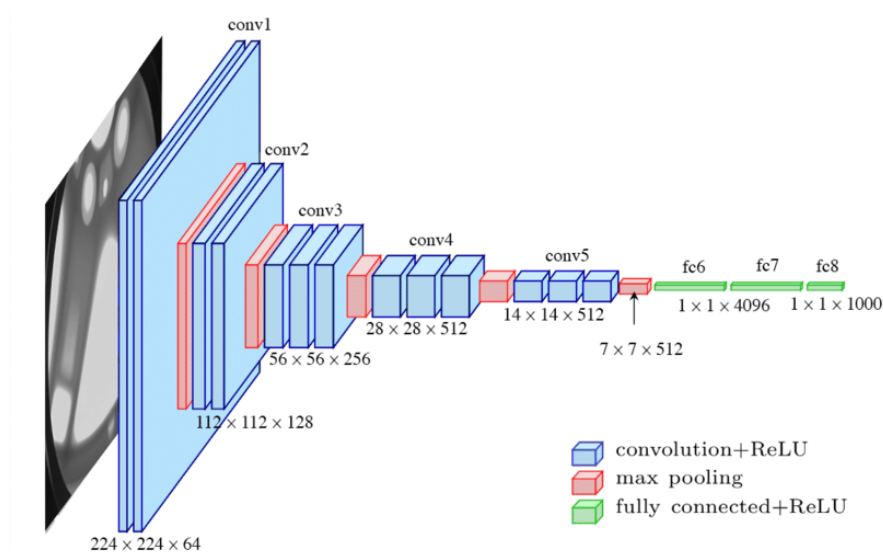 conv1
conv2
conv3
conv4
conv5
fc6
fc7
fc8
1 × 1 × 4096
1 × 1 × 1000
28 × 28 × 512
14 × 14 × 512
7 × 7 × 512
56 × 56 × 256
112 × 112 × 128
224 × 224 × 64
convolution+ReLU
max pooling
fully connected+ReLU